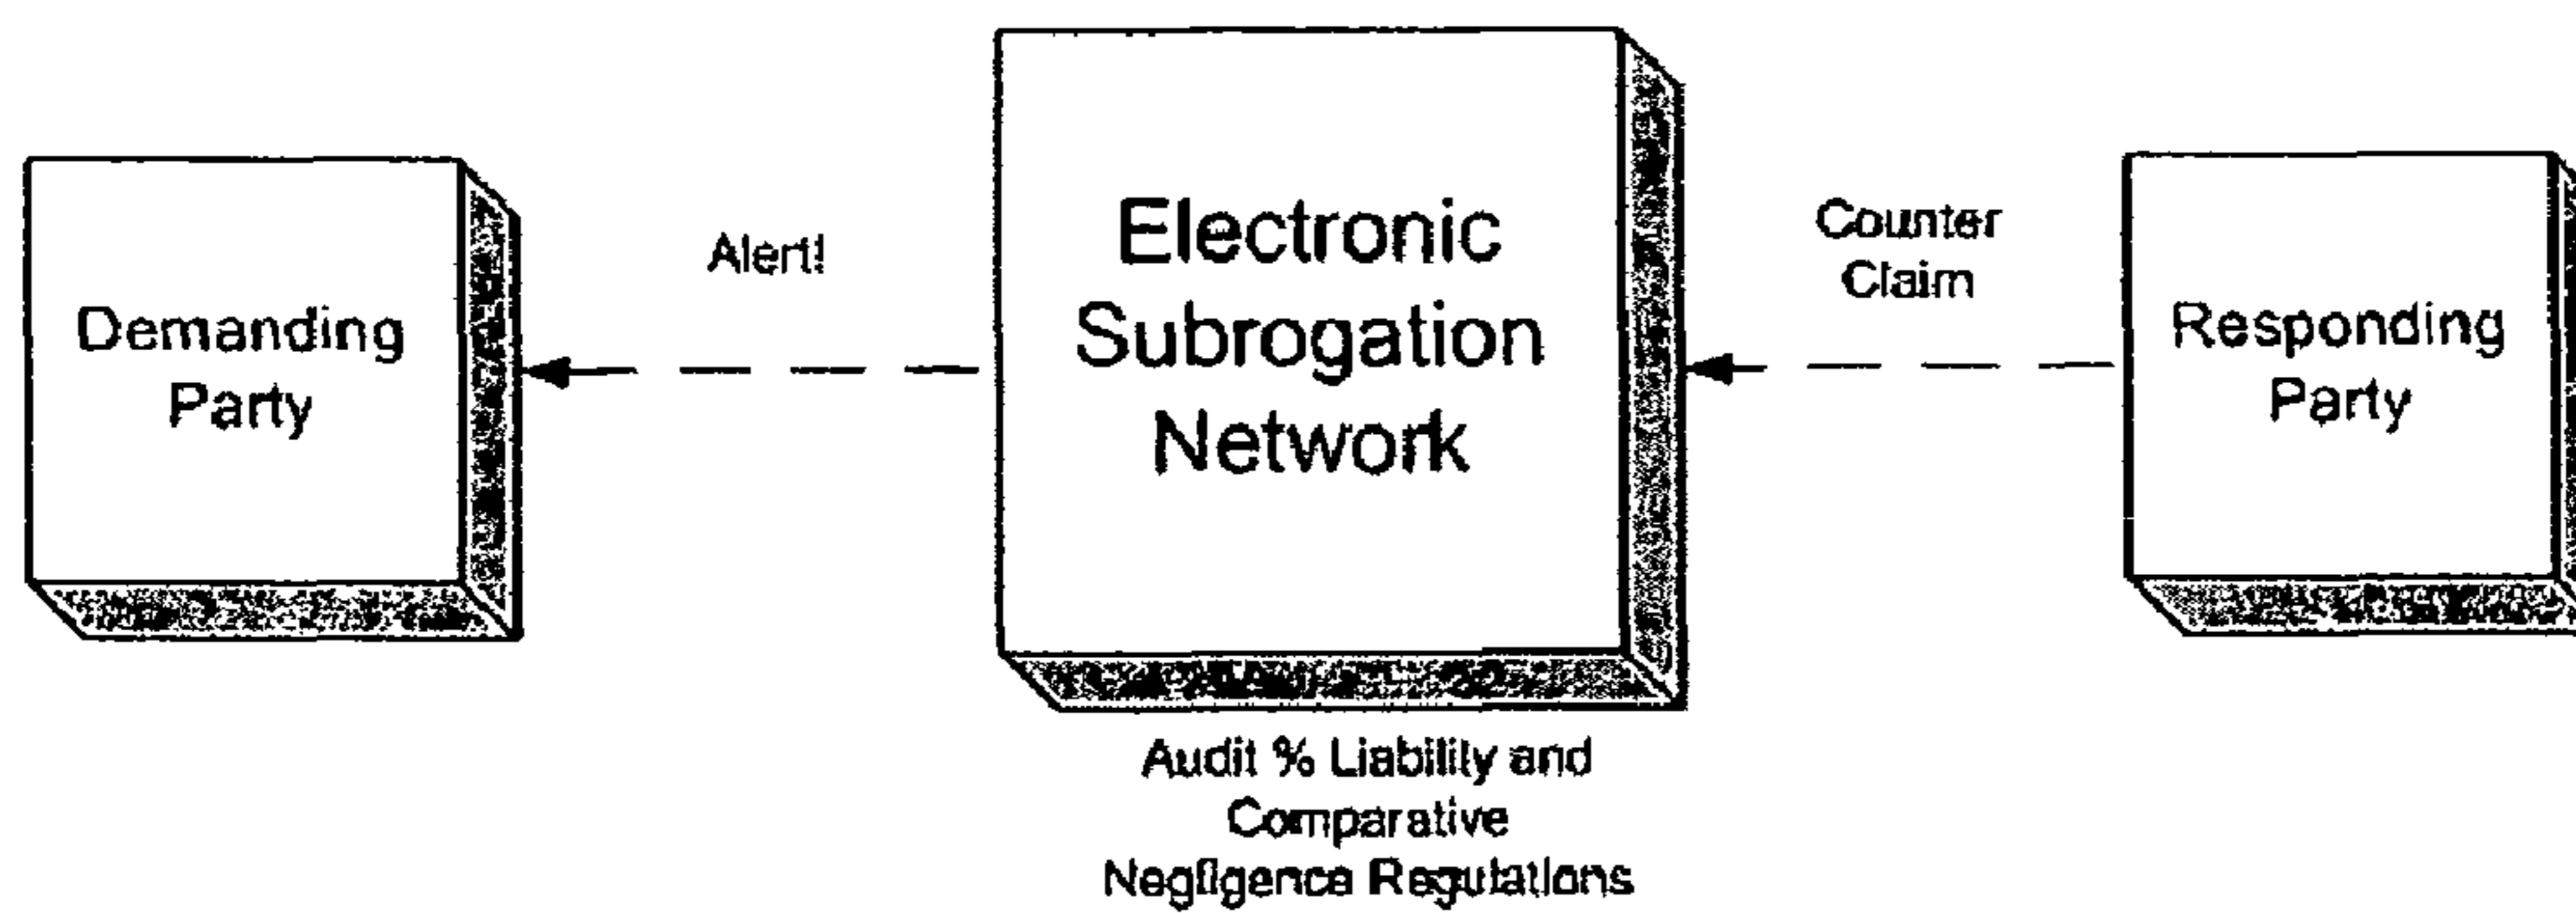 Alert!
Demanding
Party
Electronic
Subrogation
Network
Counter
Claim
Responding
Party
Audit % Liability and
Comparative
Negligence Regulations